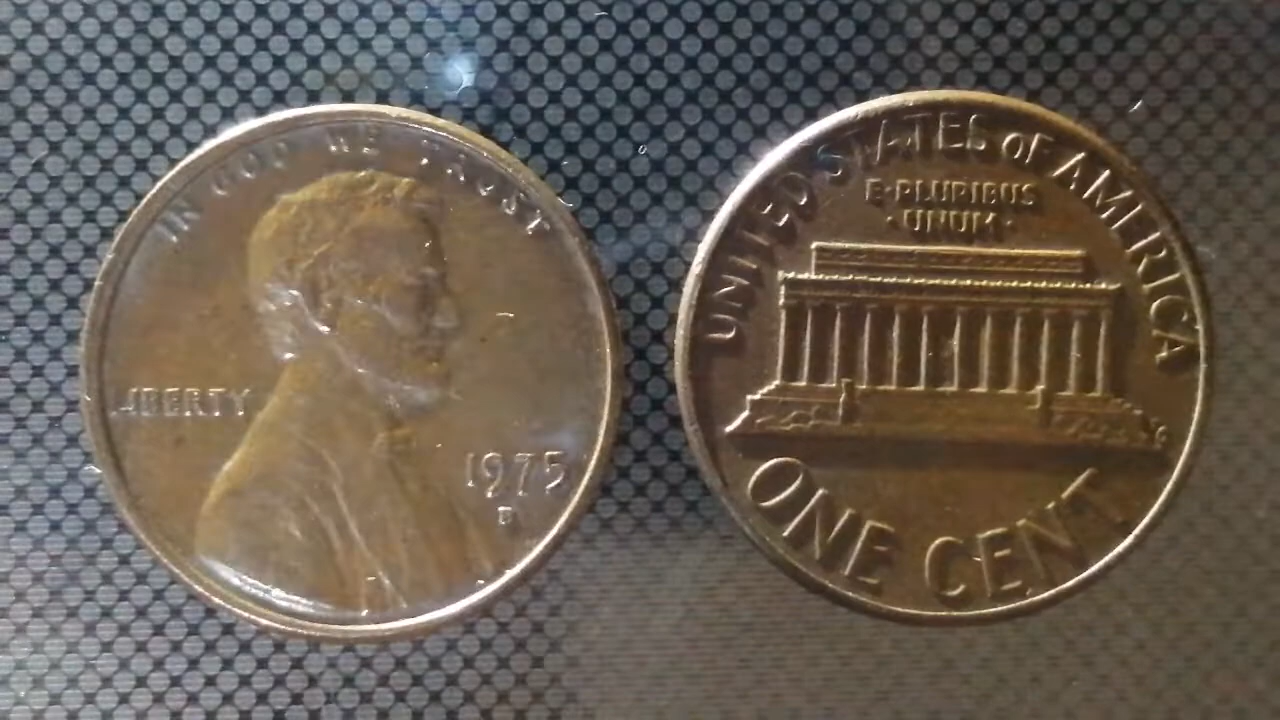 IN GOD WE TRUST
LIBERTY
1975
D
UNITED STATES OF AMERICA
E·PLURIBUS
·UNUM·
ONE CENT